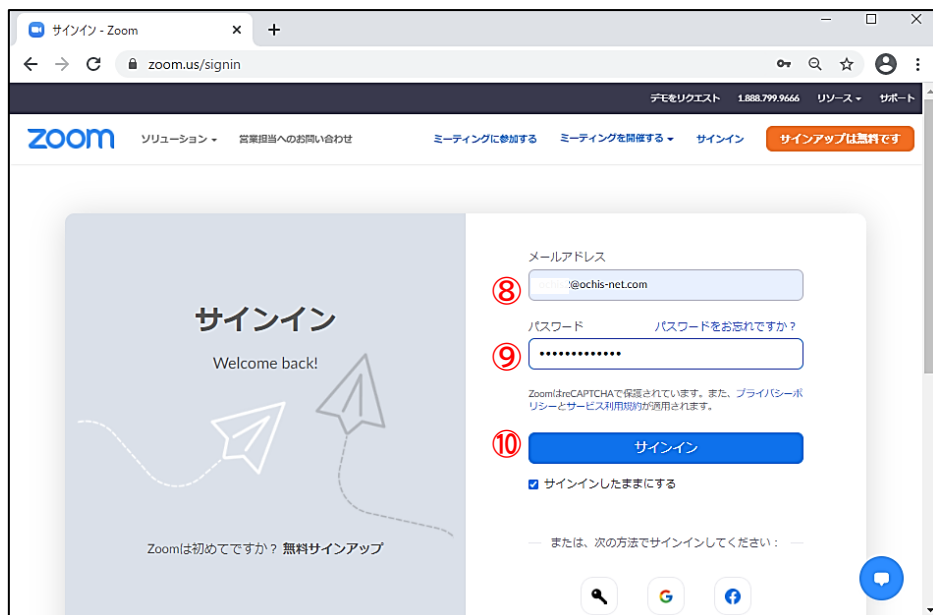 サインイン - Zoom
zoom.us/signin
デモをリクエスト 1.888.799.9666 リソース サポート
zoom ソリューション 営業担当へのお問い合わせ ミーティングに参加する ミーティングを開催する サインイン サインアップは無料です
サインイン
Welcome back!
Zoomは初めてですか？ 無料サインアップ
メールアドレス
⑧ @ochis-net.com
パスワード パスワードをお忘れですか？
⑨ •••••••••••••
ZoomはreCAPTCHAで保護されています。また、プライバシーポ
リシーとサービス利用規約が適用されます。
⑩ サインイン
サインインしたままにする
または、次の方法でサインインしてください：